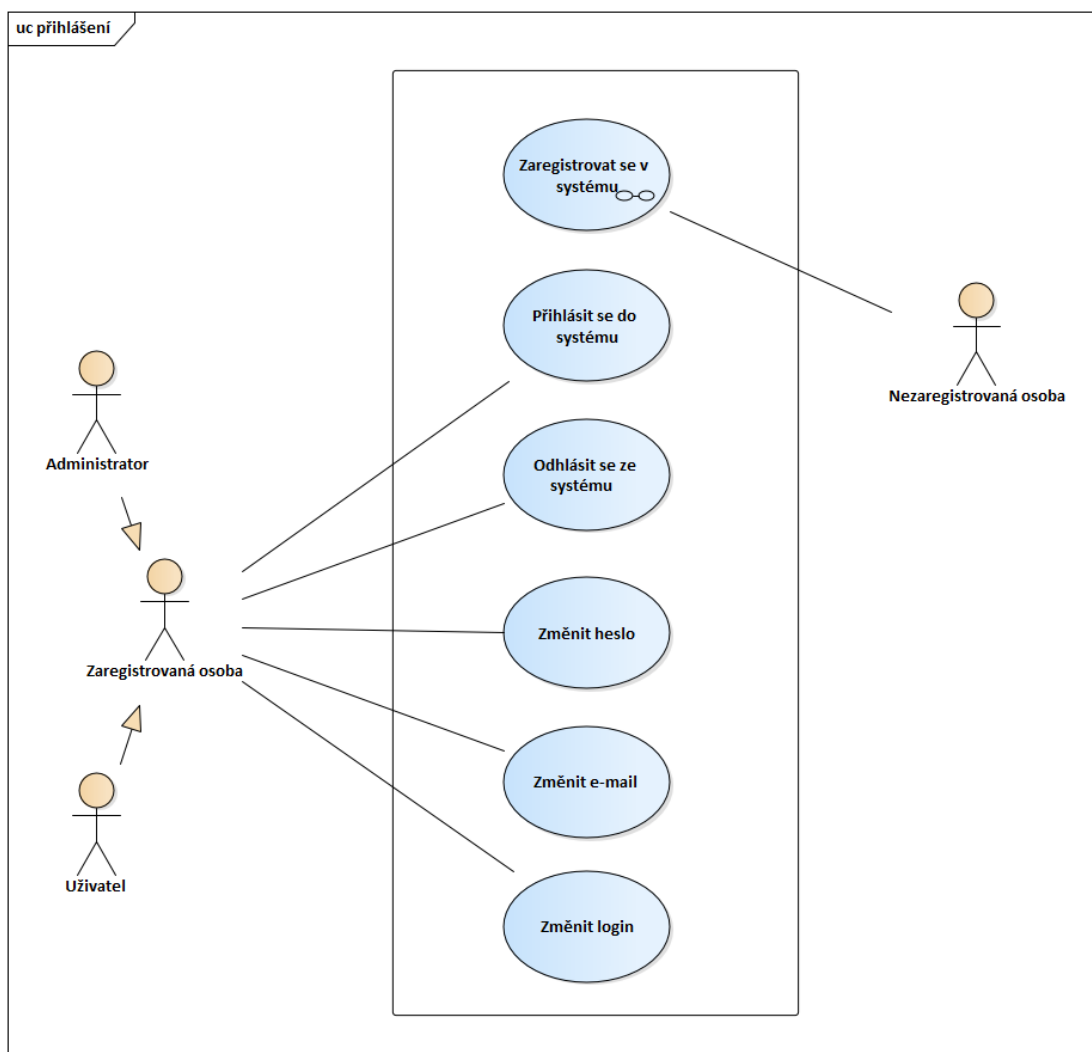 uc přihlášení
Zaregistrovat se v
systému
Přihlásit se do
systému
Nezaregistrovaná osoba
Administrator
Odhlásit se ze
systému
Změnit heslo
Zaregistrovaná osoba
Změnit e-mail
Uživatel
Změnit login